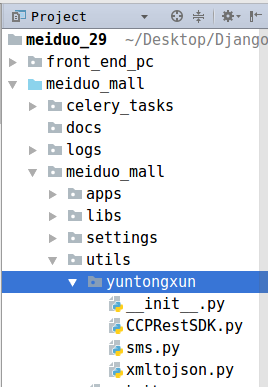 Project
meiduo_29 ~/Desktop/Django
front_end_pc
meiduo_mall
celery_tasks
docs
logs
meiduo_mall
apps
libs
settings
utils
yuntongxun
__init__.py
CCPRestSDK.py
sms.py
xmltojson.py